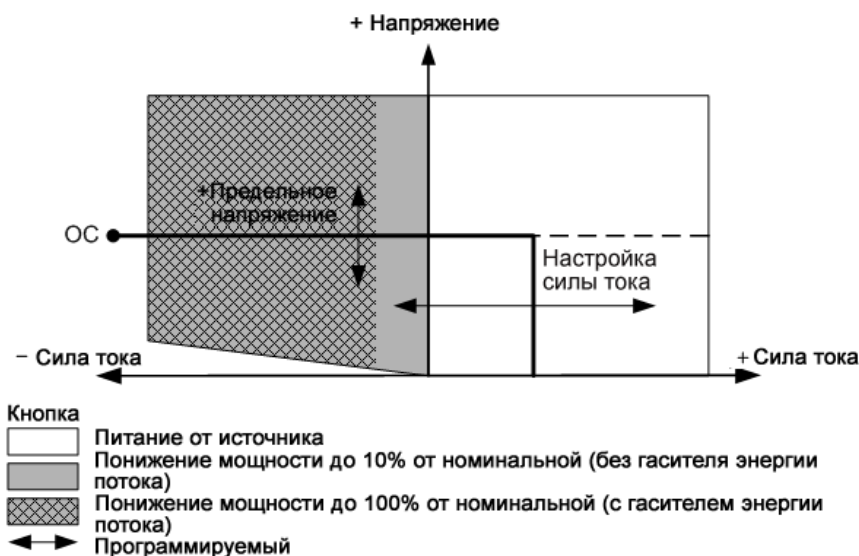 + Напряжение
+Предельное
напряжение
ОС
Настройка
силы тока
− Сила тока
+ Сила тока
Кнопка
Питание от источника
Понижение мощности до 10% от номинальной (без гасителя энергии
потока)
Понижение мощности до 100% от номинальной (с гасителем энергии
потока)
Программируемый